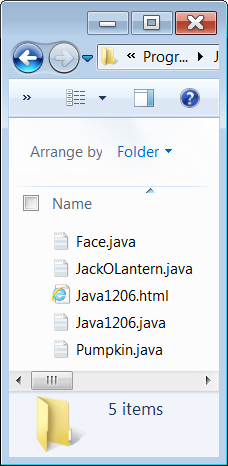 « Progr... ▸ J
»
Arrange by Folder ▾
Name
Face.java
JackOLantern.java
Java1206.html
Java1206.java
Pumpkin.java
5 items